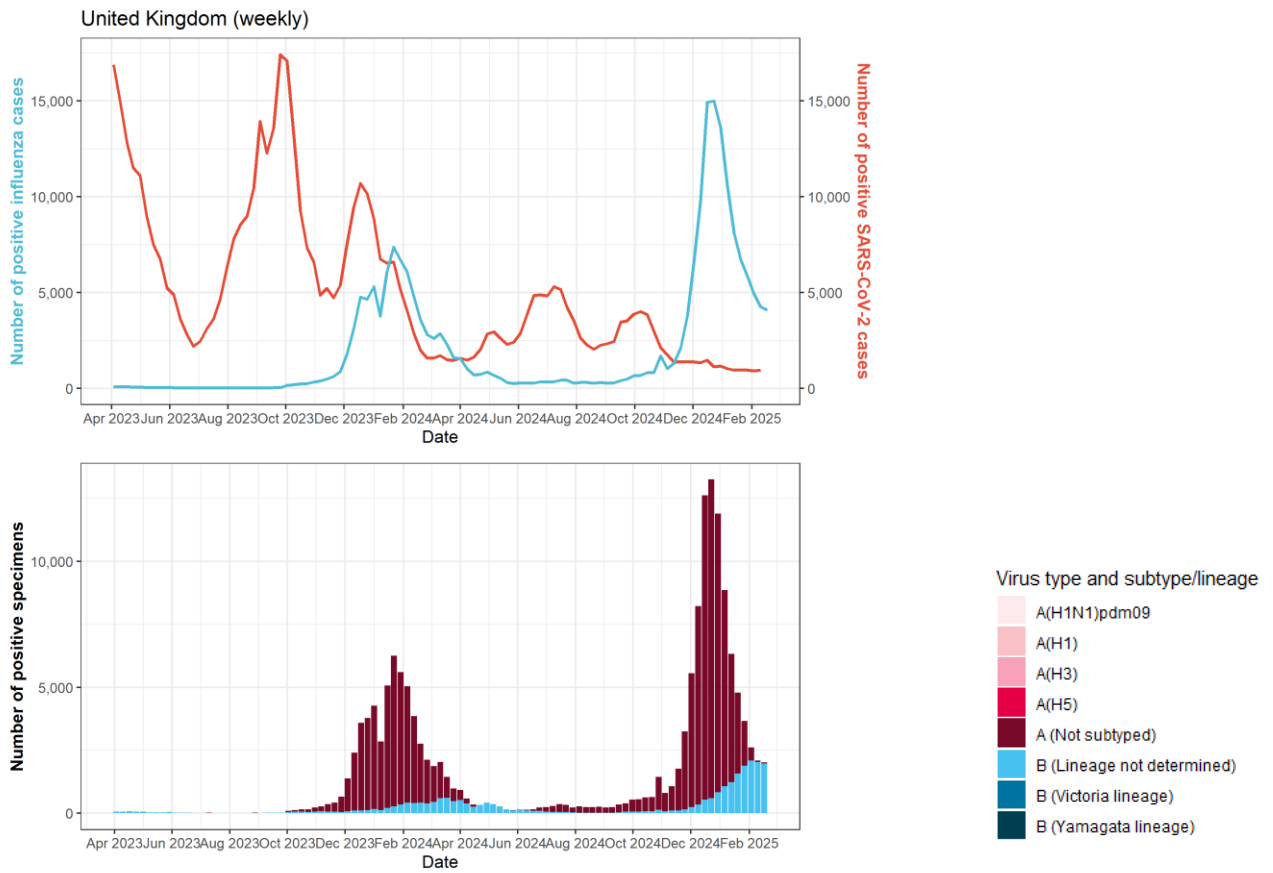 United Kingdom (weekly)
Number of positive influenza cases
15,000
10,000
5,000
0
15,000
10,000
5,000
0
Number of positive SARS-CoV-2 cases
Apr 2023 Jun 2023 Aug 2023 Oct 2023 Dec 2023 Feb 2024 Apr 2024 Jun 2024 Aug 2024 Oct 2024 Dec 2024 Feb 2025
Date
Number of positive specimens
10,000
5,000
0
Apr 2023 Jun 2023 Aug 2023 Oct 2023 Dec 2023 Feb 2024 Apr 2024 Jun 2024 Aug 2024 Oct 2024 Dec 2024 Feb 2025
Date
Virus type and subtype/lineage
A(H1N1)pdm09
A(H1)
A(H3)
A(H5)
A (Not subtyped)
B (Lineage not determined)
B (Victoria lineage)
B (Yamagata lineage)